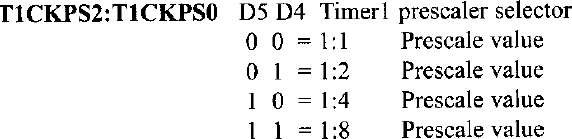 T1CKPS2:T1CKPS0 D5 D4 Timer1 prescaler selector
0 0 = 1:1 Prescale value
0 1 = 1:2 Prescale value
1 0 = 1:4 Prescale value
1 1 = 1:8 Prescale value